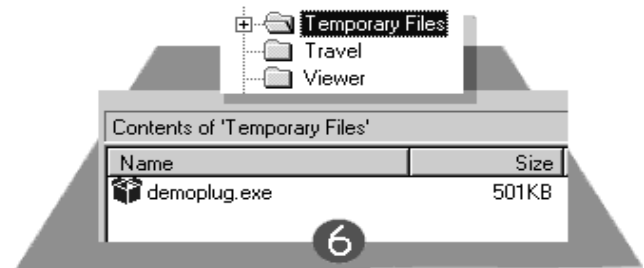 Temporary Files
Travel
Viewer
Contents of 'Temporary Files'
Name Size
demoplug.exe 501KB
6